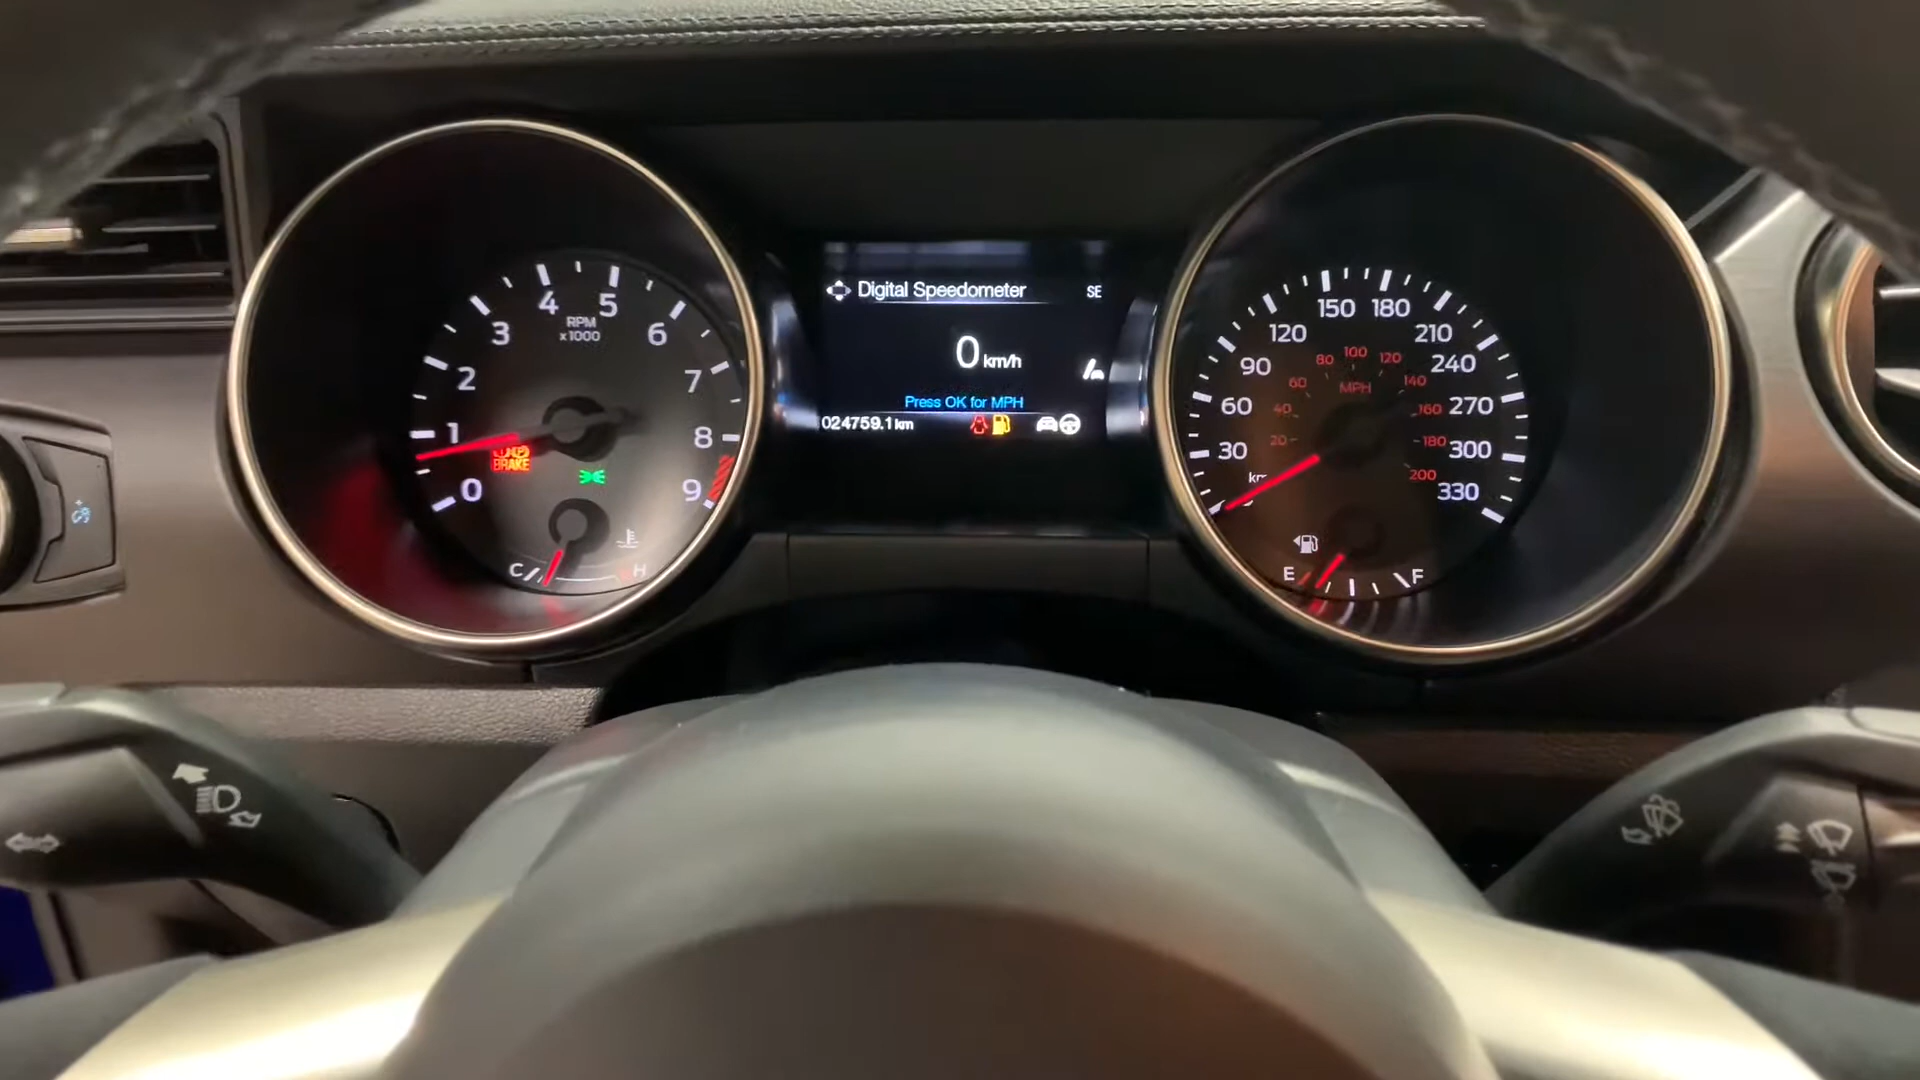 0
1
2
3
4
5
6
7
8
9
RPM
x1000
BRAKE
C
H
Digital Speedometer
SE
0 km/h
Press OK for MPH
024759.1 km
30
60
90
120
150
180
210
240
270
300
330
20
40
60
80
100
120
140
160
180
200
MPH
E
F